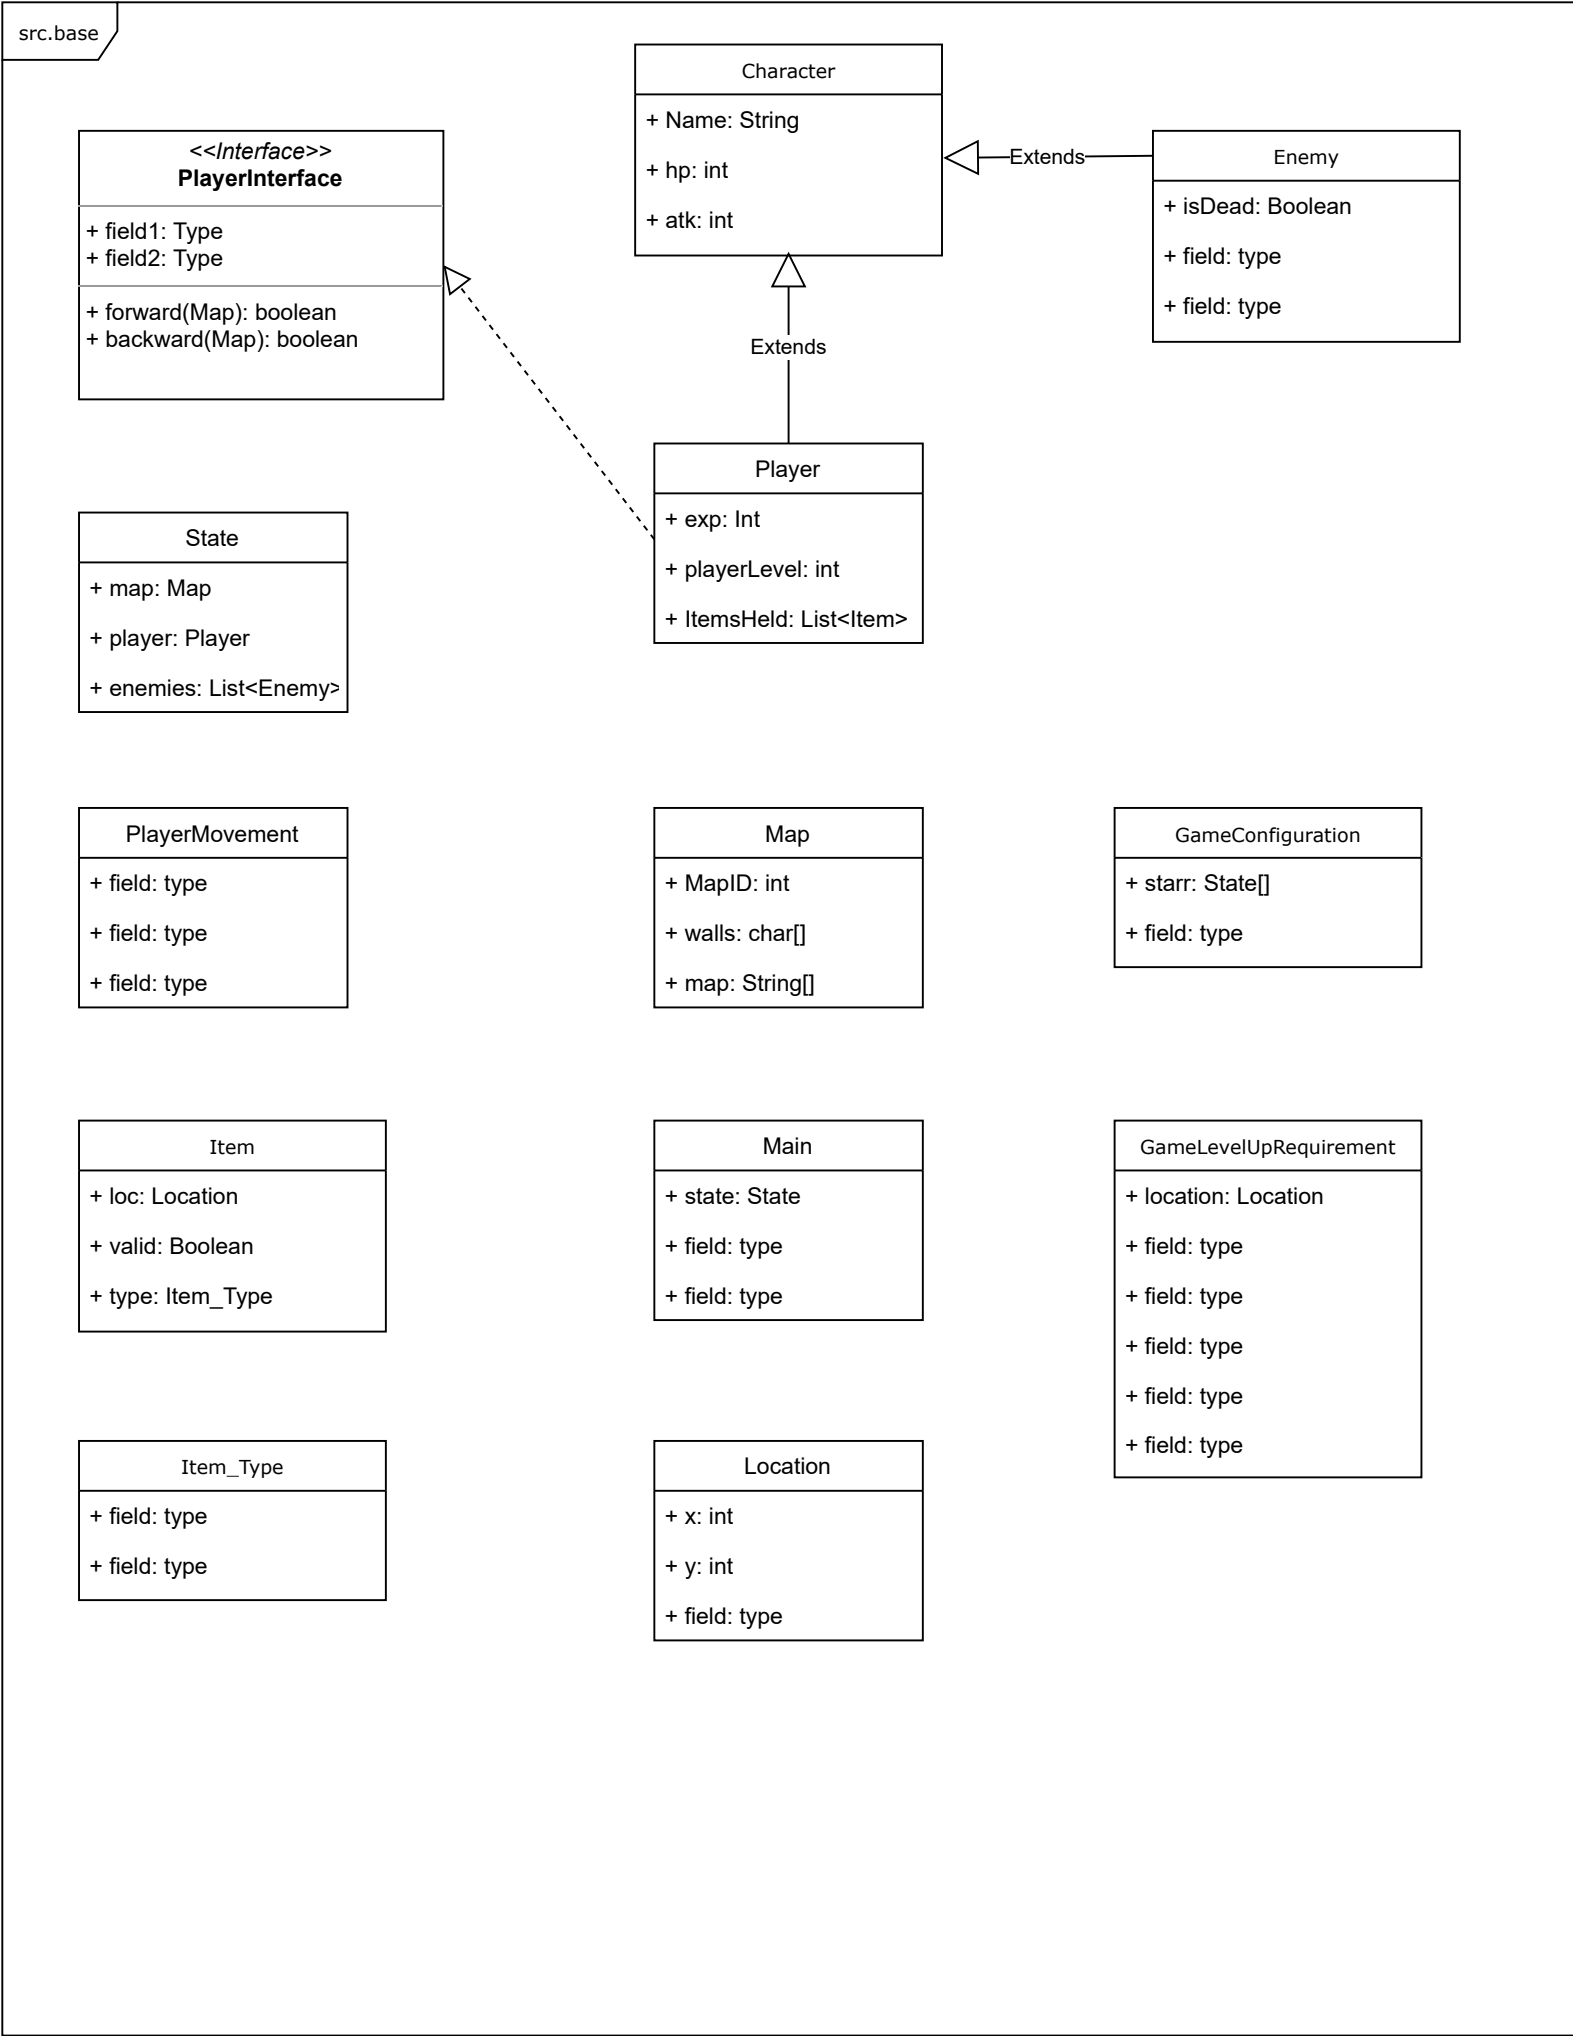 src.base
Character
+ Name: String
+ hp: int
+ atk: int
<<Interface>>
PlayerInterface
+ field1: Type
+ field2: Type
+ forward(Map): boolean
+ backward(Map): boolean
Extends
Enemy
+ isDead: Boolean
+ field: type
+ field: type
Extends
Player
+ exp: Int
+ playerLevel: int
+ ItemsHeld: List<Item>
State
+ map: Map
+ player: Player
+ enemies: List<Enemy>
PlayerMovement
+ field: type
+ field: type
+ field: type
Map
+ MapID: int
+ walls: char[]
+ map: String[]
GameConfiguration
+ starr: State[]
+ field: type
Item
+ loc: Location
+ valid: Boolean
+ type: Item_Type
Main
+ state: State
+ field: type
+ field: type
GameLevelUpRequirement
+ location: Location
+ field: type
+ field: type
+ field: type
+ field: type
+ field: type
Item_Type
+ field: type
+ field: type
Location
+ x: int
+ y: int
+ field: type